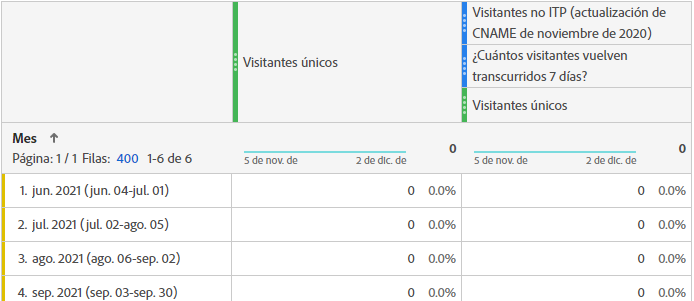 Visitantes no ITP (actualización de
CNAME de noviembre de 2020)
¿Cuántos visitantes vuelven
transcurridos 7 días?
Visitantes únicos
Visitantes únicos
Mes ↑
Página: 1 / 1 Filas: 400 1-6 de 6
5 de nov. de 2 de dic. de 0
5 de nov. de 2 de dic. de 0
1. jun. 2021 (jun. 04-jul. 01) 0 0.0% 0 0.0%
2. jul. 2021 (jul. 02-ago. 05) 0 0.0% 0 0.0%
3. ago. 2021 (ago. 06-sep. 02) 0 0.0% 0 0.0%
4. sep. 2021 (sep. 03-sep. 30) 0 0.0% 0 0.0%